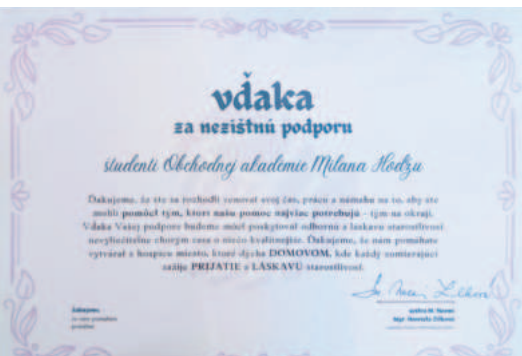 vďaka
za nezištnú podporu
študenti Obchodnej akadémie Milana Hodžu
Ďakujeme, že ste sa rozhodli venovať svoj čas, prácu a námahu na to, aby ste
mohli pomôcť tým, ktorí našu pomoc najviac potrebujú - tým na okraji.
Vďaka Vašej podpore budeme môcť poskytovať odbornú a láskavú starostlivosť
nevyliečiteľne chorým zasa o niečo kvalitnejšie. Ďakujeme, že nám pomáhate
vytvárať z hospicu miesto, ktoré dýcha DOMOVOM, kde každý zomierajúci
zažije PRIJATIE a LÁSKAVÚ starostlivosť.
Ďakujeme,